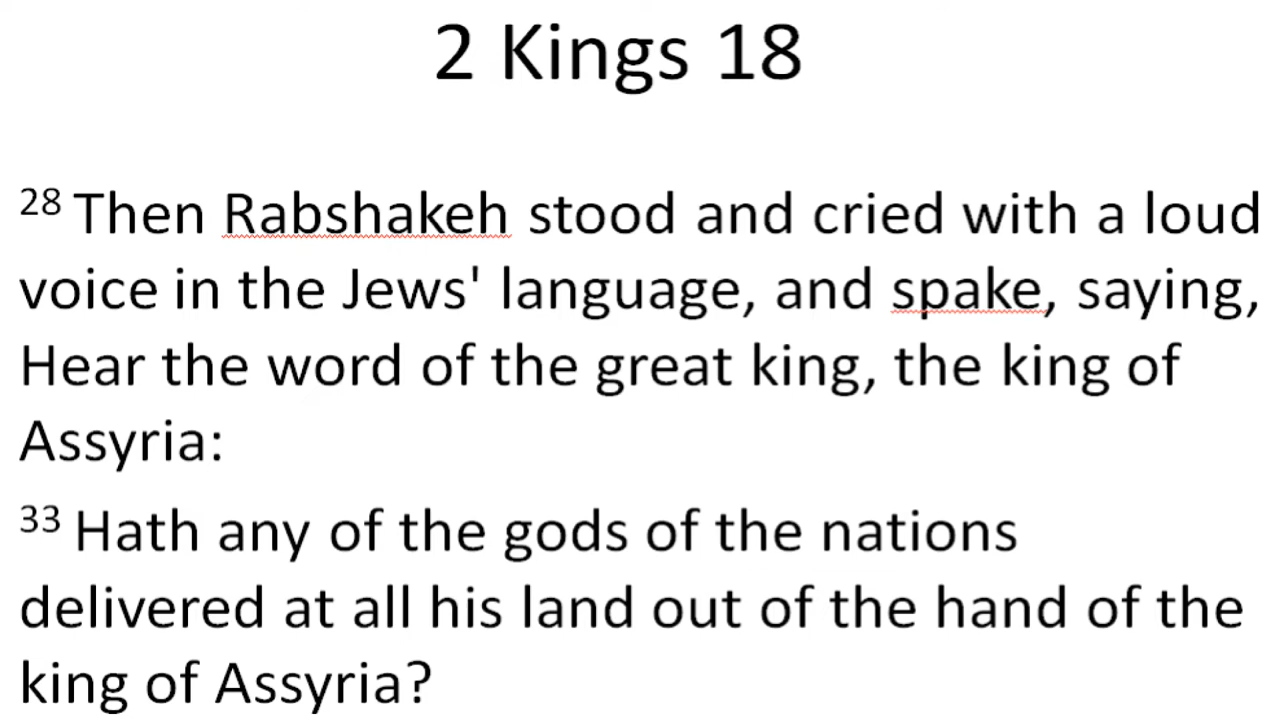 2 Kings 18
28 Then Rabshakeh stood and cried with a loud
voice in the Jews' language, and spake, saying,
Hear the word of the great king, the king of
Assyria:
33 Hath any of the gods of the nations
delivered at all his land out of the hand of the
king of Assyria?